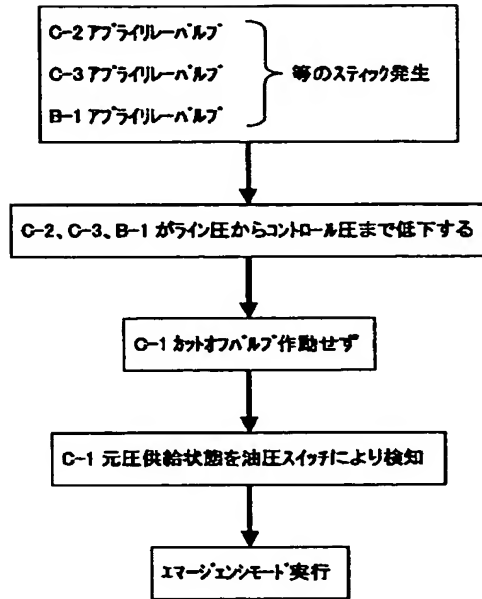 C-2 アプライリレーバルブ
C-3 アプライリレーバルブ
B-1 アプライリレーバルブ
等のスティック発生
C-2、C-3、B-1 がライン圧からコントロール圧まで低下する
C-1 カットオフバルブ作動せず
C-1 元圧供給状態を油圧スイッチにより検知
エマージェンシモード実行